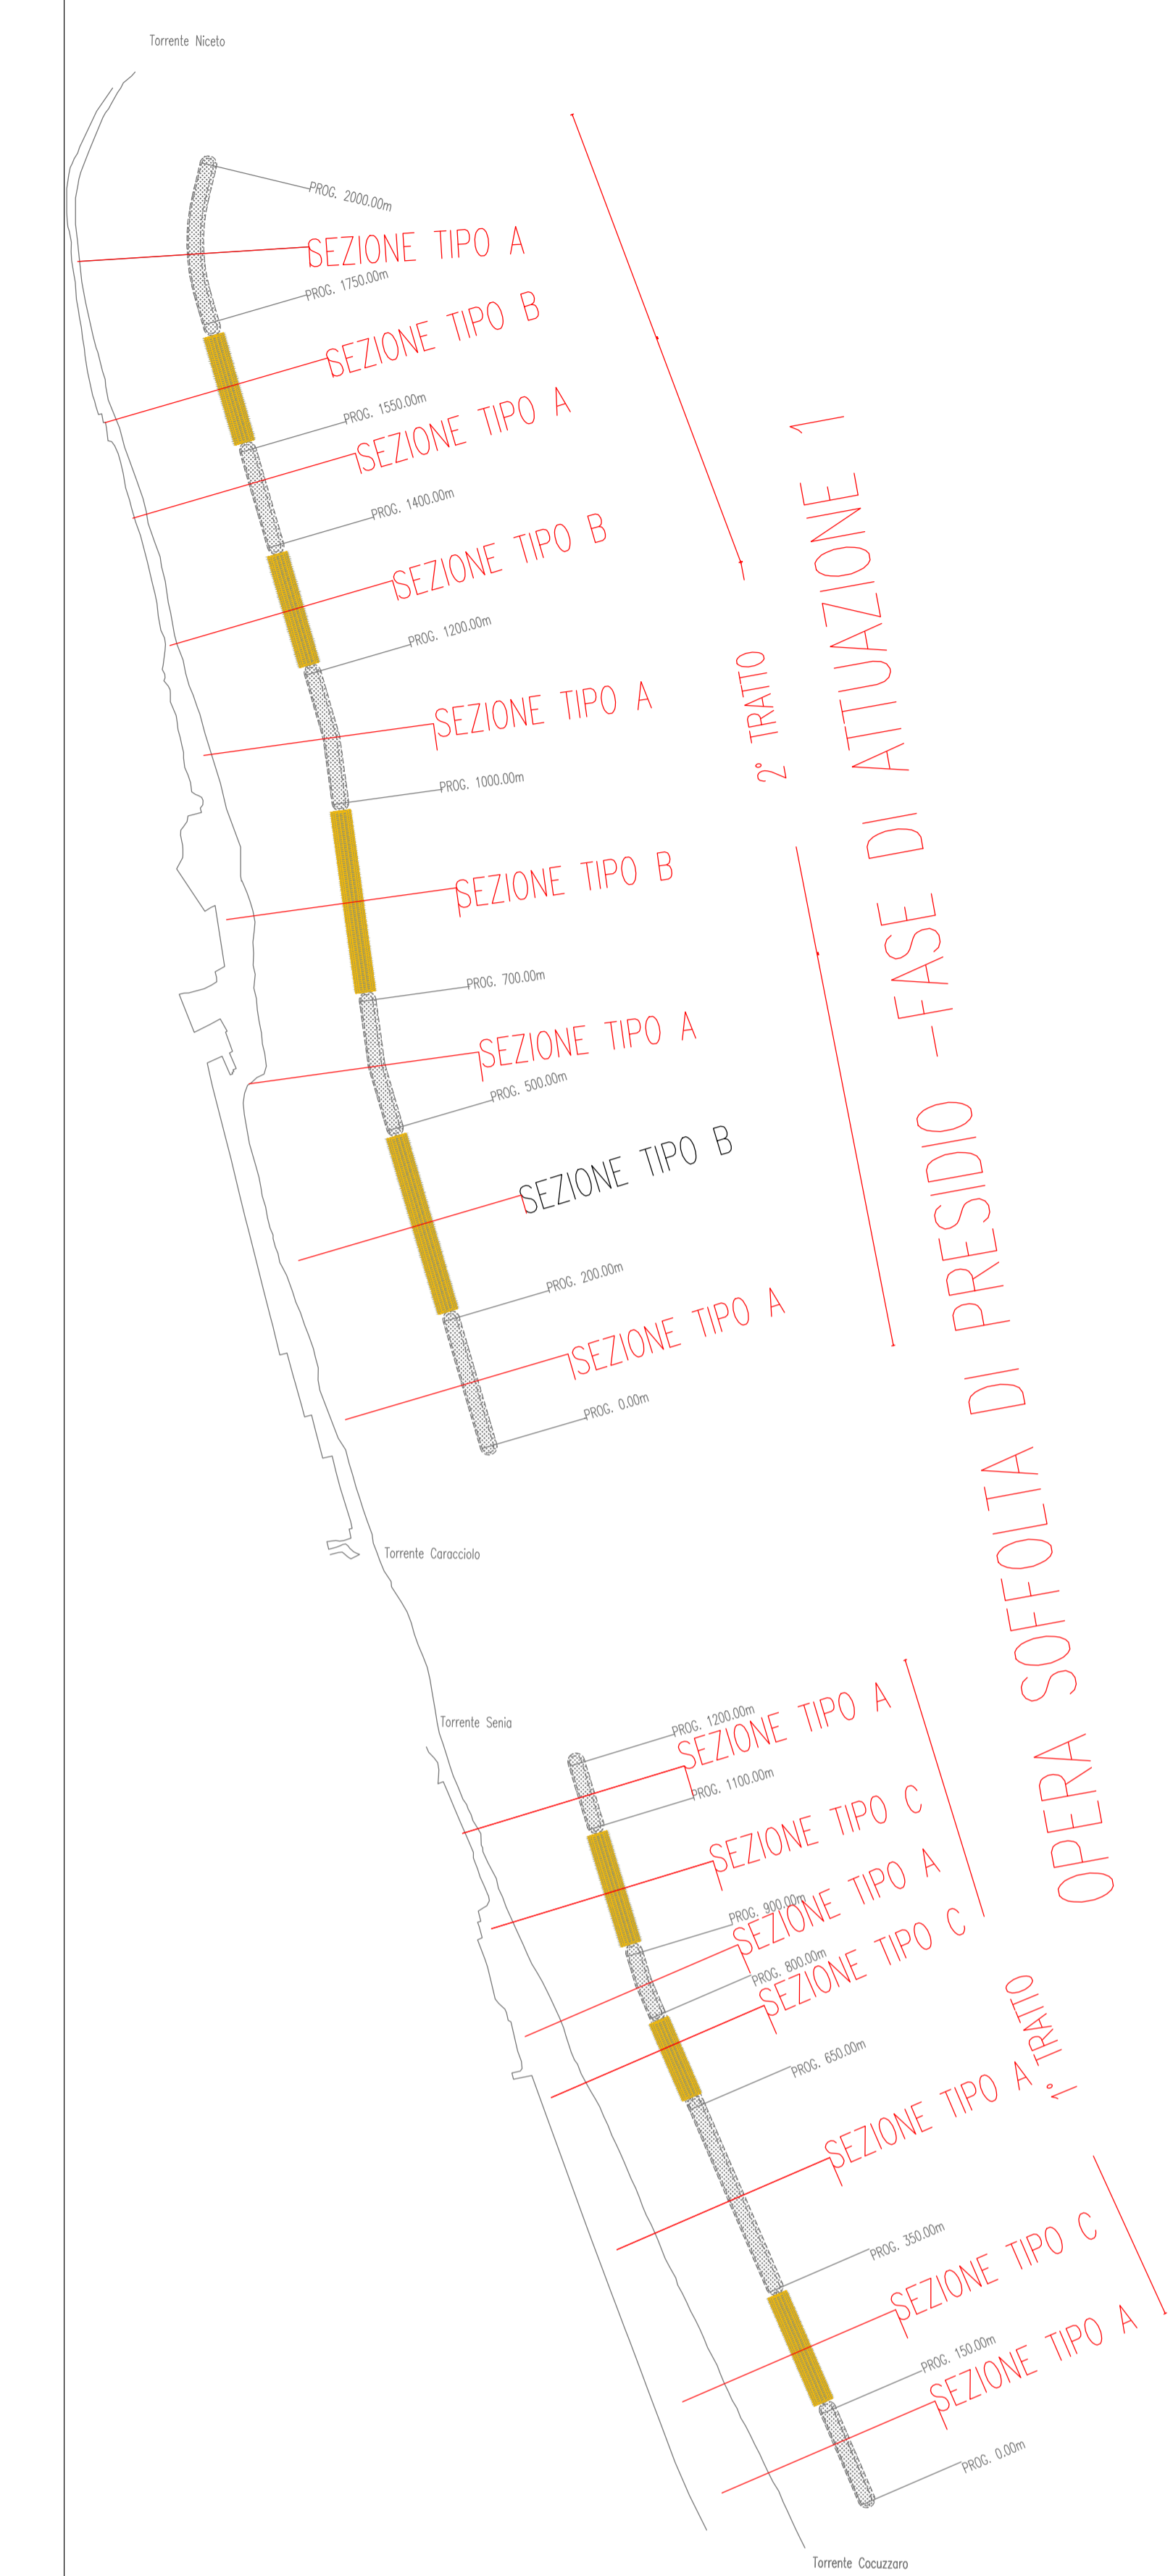 Torrente Niceto
PROG. 2000.00m
SEZIONE TIPO A
PROG. 1750.00m
SEZIONE TIPO B
PROG. 1550.00m
SEZIONE TIPO A
PROG. 1400.00m
SEZIONE TIPO B
PROG. 1200.00m
SEZIONE TIPO A
2° TRATTO
PROG. 1000.00m
SEZIONE TIPO B
PROG. 700.00m
SEZIONE TIPO A
PROG. 500.00m
SEZIONE TIPO B
PROG. 200.00m
SEZIONE TIPO A
PROG. 0.00m
OPERA SOFFOLTA DI PRESIDIO -FASE DI ATTUAZIONE 1
Torrente Caracciolo
Torrente Senia
PROG. 1200.00m
SEZIONE TIPO A
PROG. 1100.00m
SEZIONE TIPO C
PROG. 900.00m
SEZIONE TIPO A
PROG. 800.00m
SEZIONE TIPO C
1° TRATTO
PROG. 650.00m
SEZIONE TIPO A
PROG. 350.00m
SEZIONE TIPO C
PROG. 150.00m
SEZIONE TIPO A
PROG. 0.00m
Torrente Cocuzzaro